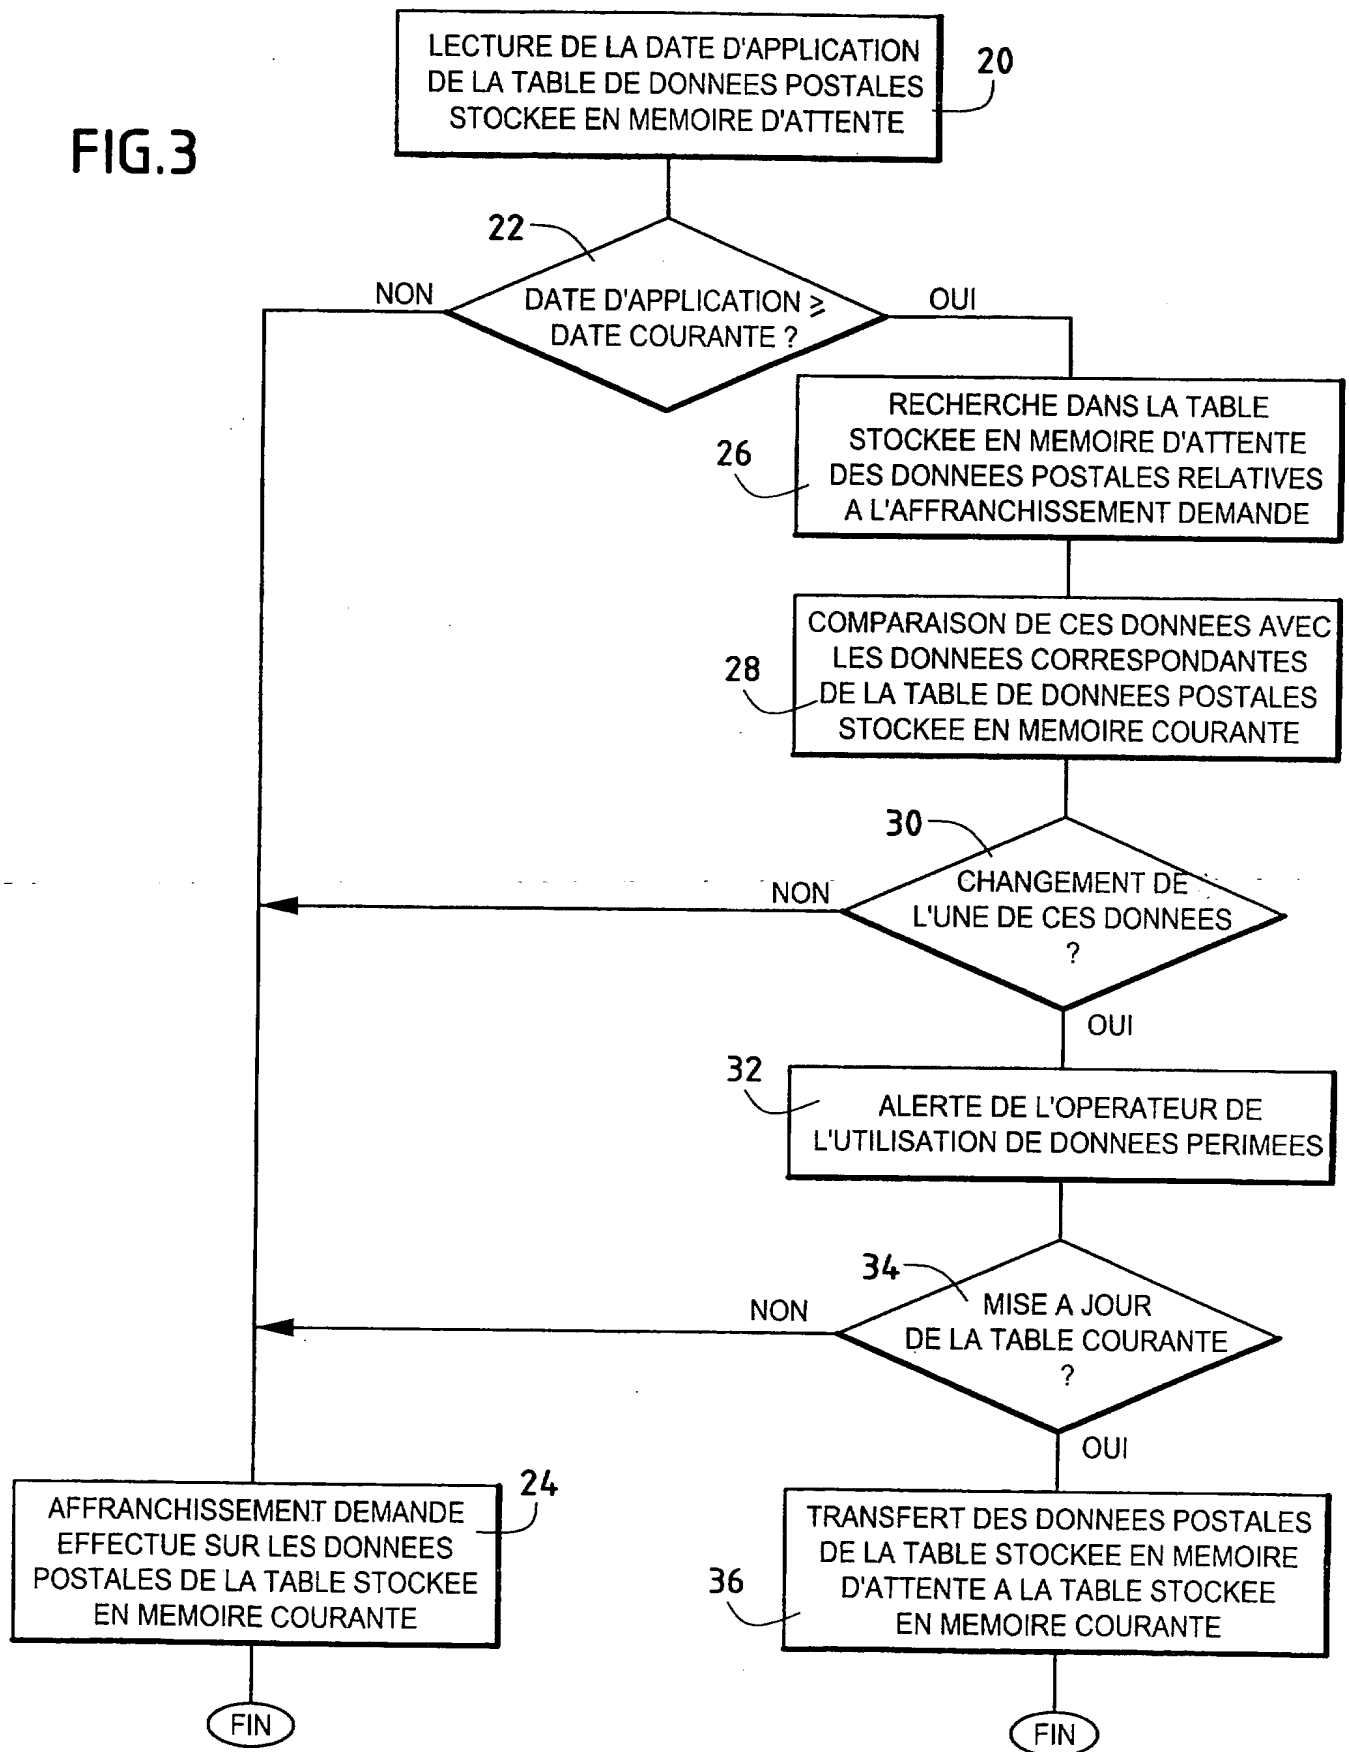 LECTURE DE LA DATE D'APPLICATION
DE LA TABLE DE DONNEES POSTALES
STOCKEE EN MEMOIRE D'ATTENTE
20
FIG.3
22
NON
DATE D'APPLICATION ≥
DATE COURANTE ?
OUI
RECHERCHE DANS LA TABLE
STOCKEE EN MEMOIRE D'ATTENTE
DES DONNEES POSTALES RELATIVES
A L'AFFRANCHISSEMENT DEMANDE
26
COMPARAISON DE CES DONNEES AVEC
LES DONNEES CORRESPONDANTES
DE LA TABLE DE DONNEES POSTALES
STOCKEE EN MEMOIRE COURANTE
28
30
NON
CHANGEMENT DE
L'UNE DE CES DONNEES
?
OUI
32
ALERTE DE L'OPERATEUR DE
L'UTILISATION DE DONNEES PERIMEES
34
NON
MISE A JOUR
DE LA TABLE COURANTE
?
OUI
24
AFFRANCHISSEMENT DEMANDE
EFFECTUE SUR LES DONNEES
POSTALES DE LA TABLE STOCKEE
EN MEMOIRE COURANTE
36
TRANSFERT DES DONNEES POSTALES
DE LA TABLE STOCKEE EN MEMOIRE
D'ATTENTE A LA TABLE STOCKEE
EN MEMOIRE COURANTE
FIN
FIN